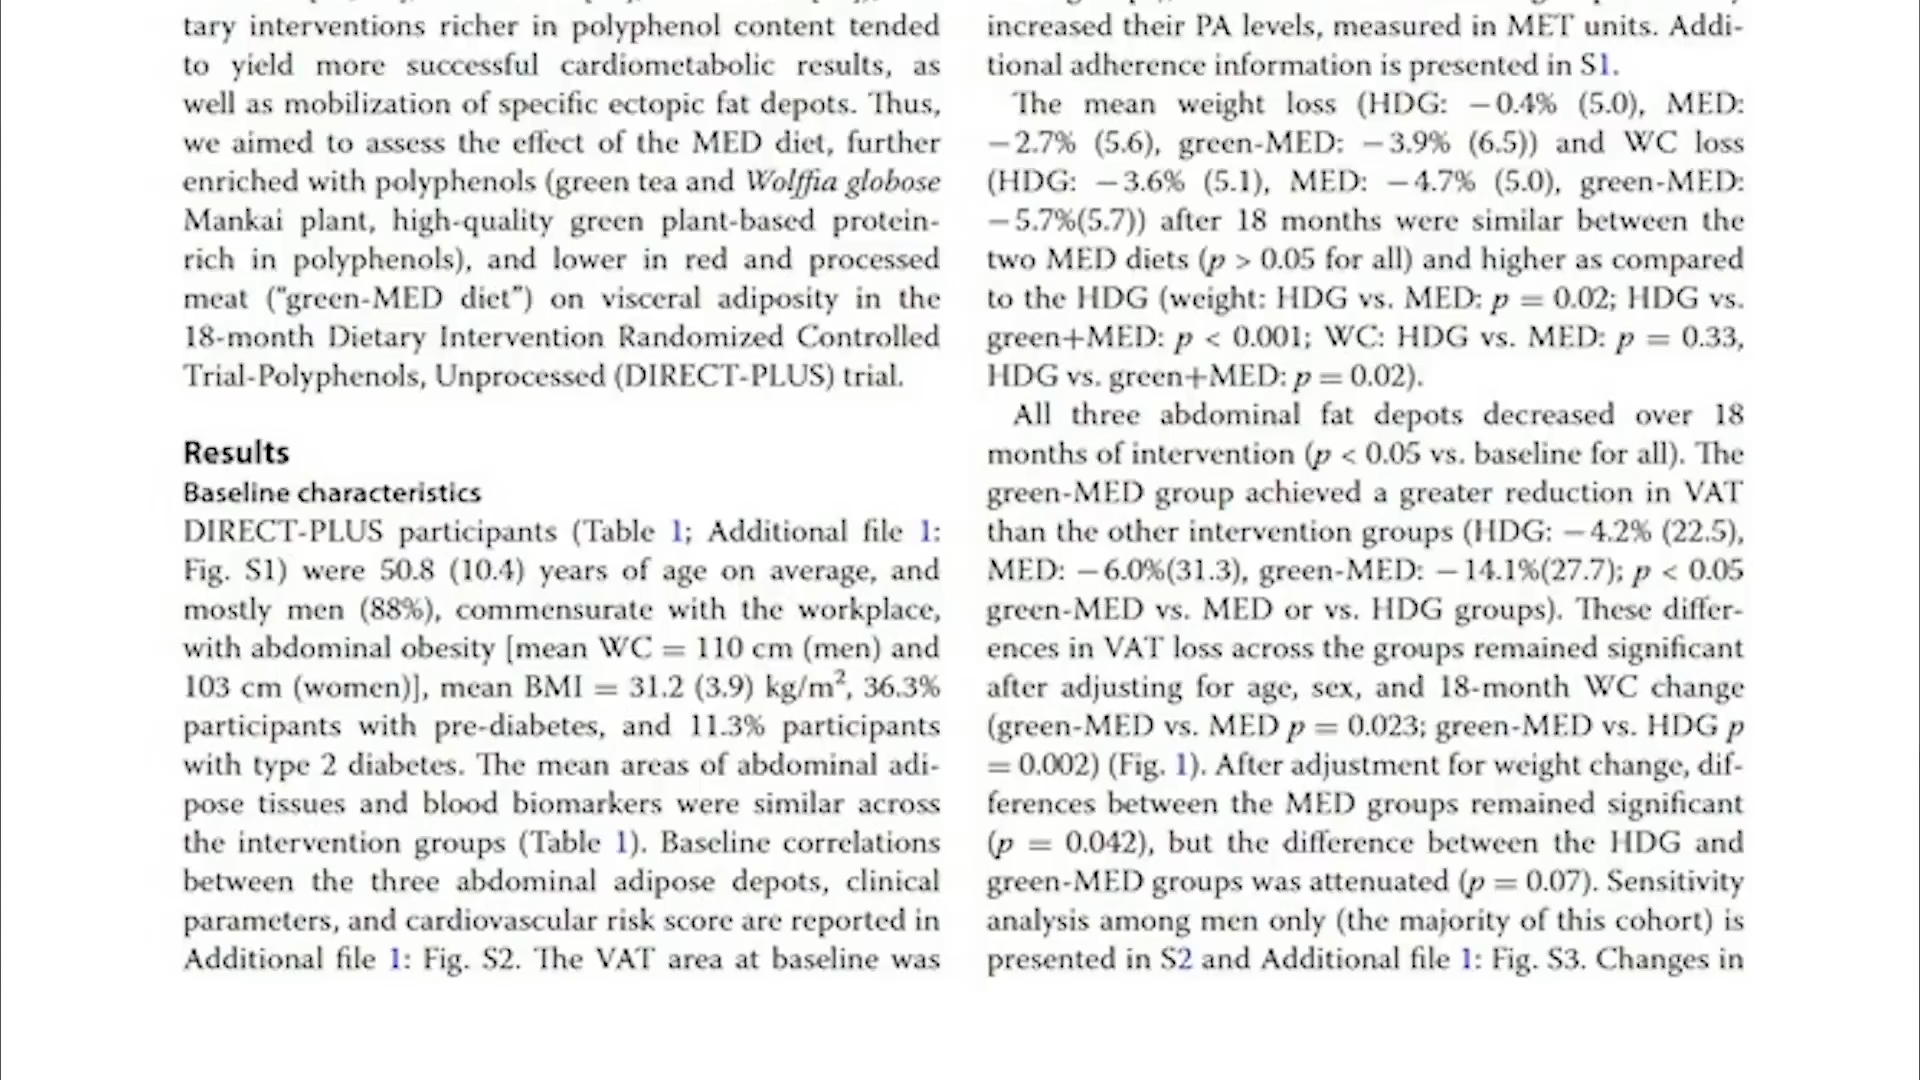 tary interventions richer in polyphenol content tended
to yield more successful cardiometabolic results, as
well as mobilization of specific ectopic fat depots. Thus,
we aimed to assess the effect of the MED diet, further
enriched with polyphenols (green tea and Wolffia globose
Mankai plant, high-quality green plant-based protein-
rich in polyphenols), and lower in red and processed
meat ("green-MED diet") on visceral adiposity in the
18-month Dietary Intervention Randomized Controlled
Trial-Polyphenols, Unprocessed (DIRECT-PLUS) trial.
Results
Baseline characteristics
DIRECT-PLUS participants (Table 1; Additional file 1:
Fig. S1) were 50.8 (10.4) years of age on average, and
mostly men (88%), commensurate with the workplace,
with abdominal obesity [mean WC = 110 cm (men) and
103 cm (women)], mean BMI = 31.2 (3.9) kg/m², 36.3%
participants with pre-diabetes, and 11.3% participants
with type 2 diabetes. The mean areas of abdominal adi-
pose tissues and blood biomarkers were similar across
the intervention groups (Table 1). Baseline correlations
between the three abdominal adipose depots, clinical
parameters, and cardiovascular risk score are reported in
Additional file 1: Fig. S2. The VAT area at baseline was
increased their PA levels, measured in MET units. Addi-
tional adherence information is presented in S1.
The mean weight loss (HDG: −0.4% (5.0), MED:
−2.7% (5.6), green-MED: −3.9% (6.5)) and WC loss
(HDG: −3.6% (5.1), MED: −4.7% (5.0), green-MED:
−5.7%(5.7)) after 18 months were similar between the
two MED diets (p > 0.05 for all) and higher as compared
to the HDG (weight: HDG vs. MED: p = 0.02; HDG vs.
green+MED: p < 0.001; WC: HDG vs. MED: p = 0.33,
HDG vs. green+MED: p = 0.02).
All three abdominal fat depots decreased over 18
months of intervention (p < 0.05 vs. baseline for all). The
green-MED group achieved a greater reduction in VAT
than the other intervention groups (HDG: −4.2% (22.5),
MED: −6.0%(31.3), green-MED: −14.1%(27.7); p < 0.05
green-MED vs. MED or vs. HDG groups). These differ-
ences in VAT loss across the groups remained significant
after adjusting for age, sex, and 18-month WC change
(green-MED vs. MED p = 0.023; green-MED vs. HDG p
= 0.002) (Fig. 1). After adjustment for weight change, dif-
ferences between the MED groups remained significant
(p = 0.042), but the difference between the HDG and
green-MED groups was attenuated (p = 0.07). Sensitivity
analysis among men only (the majority of this cohort) is
presented in S2 and Additional file 1: Fig. S3. Changes in